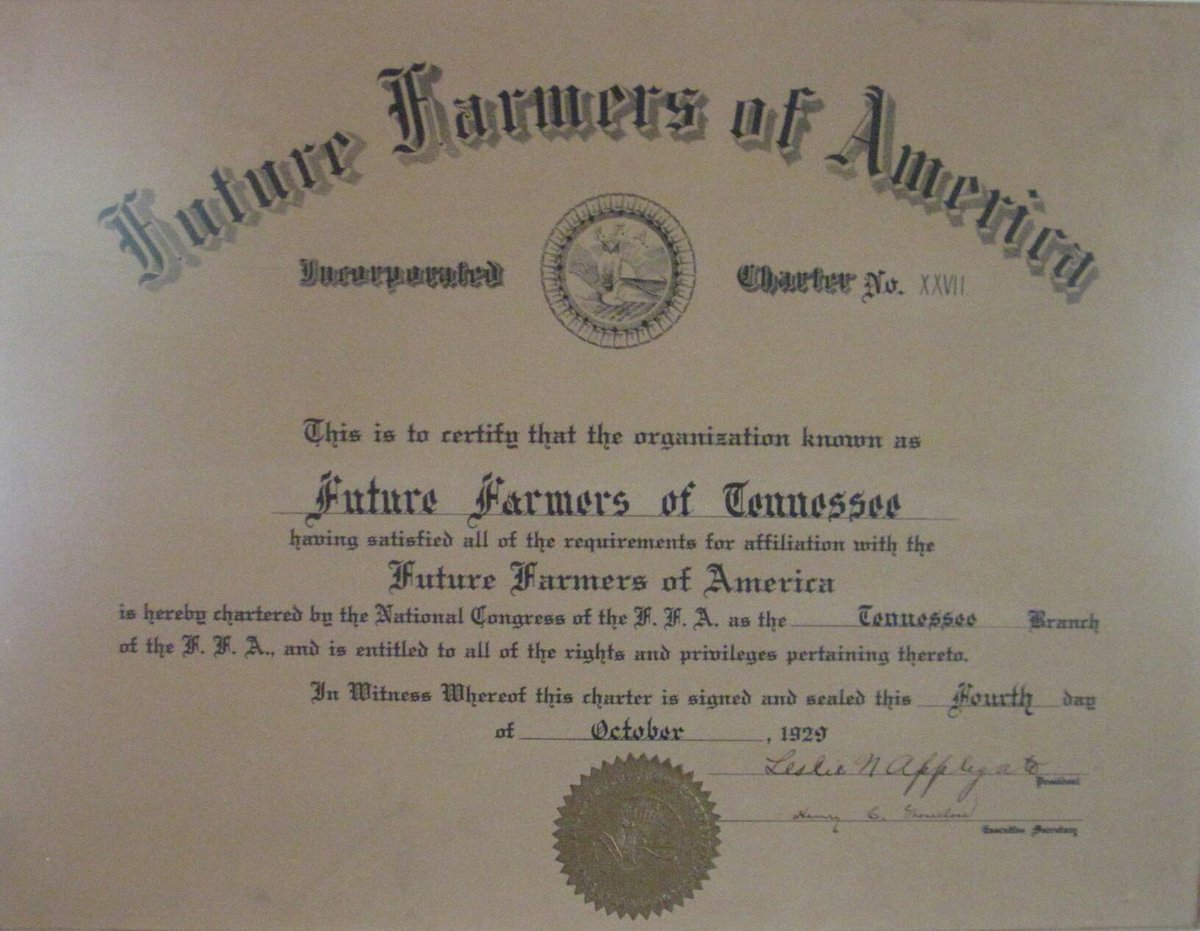 Future Farmers of America
Incorporated Charter No. XXVII
F. F. A.
This is to certify that the organization known as
Future Farmers of Tennessee
having satisfied all of the requirements for affiliation with the
Future Farmers of America
is hereby chartered by the National Congress of the F. F. A. as the Tennessee Branch
of the F. F. A., and is entitled to all of the rights and privileges pertaining thereto.
In Witness Whereof this charter is signed and sealed this Fourth day
of October, 1929
Leslie N Applegate
President
Henry C.
Executive Secretary